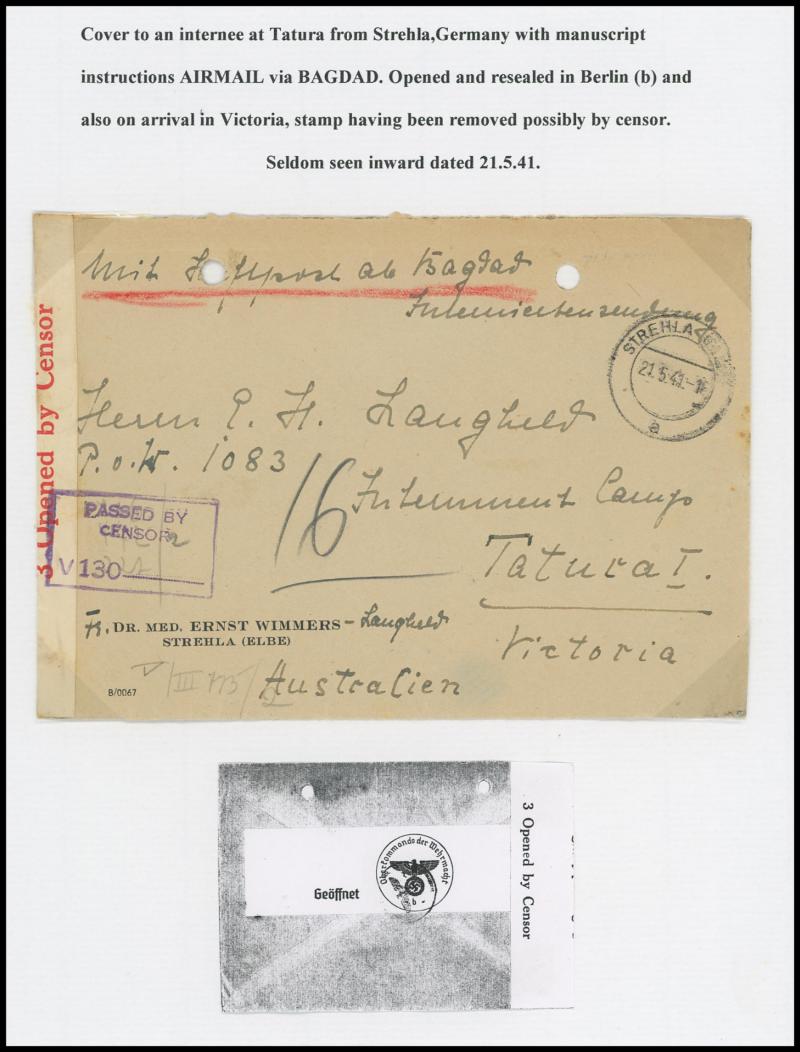 Cover to an internee at Tatura from Strehla,Germany with manuscript
instructions AIRMAIL via BAGDAD. Opened and resealed in Berlin (b) and
also on arrival in Victoria, stamp having been removed possibly by censor.
Seldom seen inward dated 21.5.41.
Mit Luftpost ab Bagdad
Interniertensendung
STREHLA
21.5.41.-1
a
3 Opened by Censor
Herrn E. H. Langheld
P.o.W. 1083
16
Internment Camp
PASSED BY
CENSOR
V130
Tatura I.
DR. MED. ERNST WIMMERS - Langheld
STREHLA (ELBE)
Victoria
B/0067
Australien
Oberkommando der Wehrmacht
b
Geöffnet
3 Opened by Censor